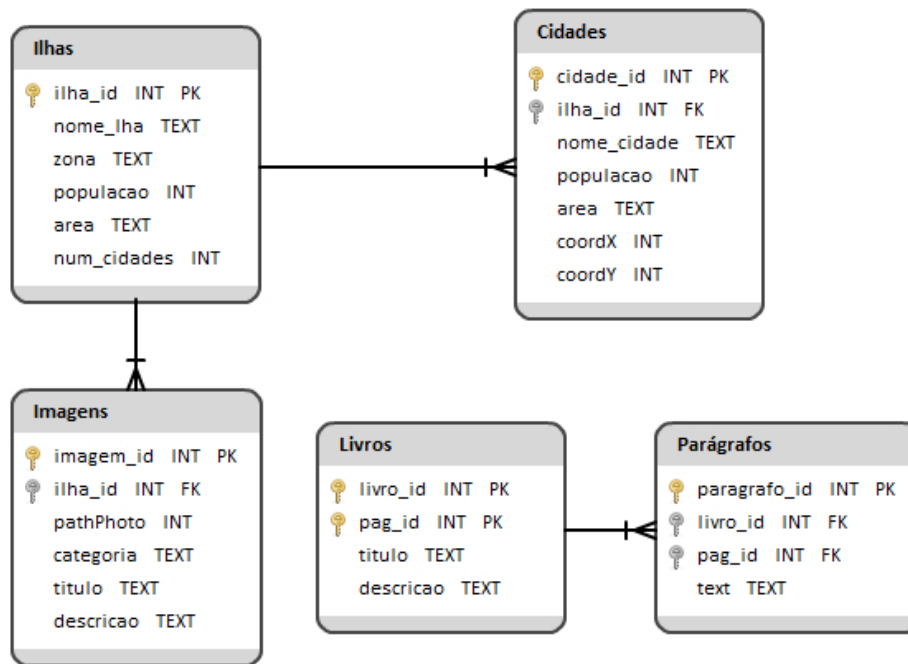 Ilhas
ilha_id INT PK
nome_lha TEXT
zona TEXT
populacao INT
area TEXT
num_cidades INT
Cidades
cidade_id INT PK
ilha_id INT FK
nome_cidade TEXT
populacao INT
area TEXT
coordX INT
coordY INT
Imagens
imagem_id INT PK
ilha_id INT FK
pathPhoto INT
categoria TEXT
titulo TEXT
descricao TEXT
Livros
livro_id INT PK
pag_id INT PK
titulo TEXT
descricao TEXT
Parágrafos
paragrafo_id INT PK
livro_id INT FK
pag_id INT FK
text TEXT